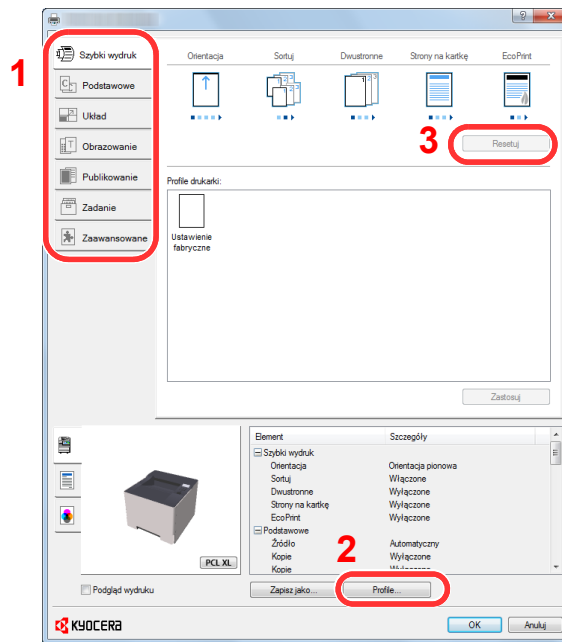 1
Szybki wydruk
Podstawowe
Układ
Obrazowanie
Publikowanie
Zadanie
Zaawansowane
Orientacja Sortuj Dwustronne Strony na kartkę EcoPrint
3
Resetuj
Profile drukarki:
Ustawienie
fabryczne
Zastosuj
Element Szczegóły
Szybki wydruk
Orientacja Orientacja pionowa
Sortuj Włączone
Dwustronne Wyłączone
Strony na kartkę Wyłączone
EcoPrint Wyłączone
Podstawowe
Źródło Automatyczny
Kopie Wyłączone
Kopie Wyłączone
PCL XL
2
Podgląd wydruku
Zapisz jako...
Profile...
KYOCERA
OK
Anuluj